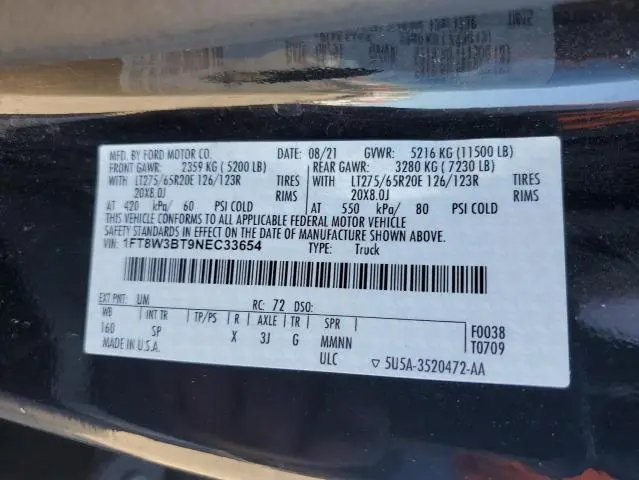 MFD. BY FORD MOTOR CO. DATE: 08/21 GVWR: 5216 KG (11500 LB)
FRONT GAWR: 2359 KG (5200 LB) REAR GAWR: 3280 KG (7230 LB)
WITH LT275/65R20E 126/123R TIRES WITH LT275/65R20E 126/123R TIRES
20X8.0J RIMS 20X8.0J RIMS
AT 420 kPa/ 60 PSI COLD AT 550 kPa/ 80 PSI COLD
THIS VEHICLE CONFORMS TO ALL APPLICABLE FEDERAL MOTOR VEHICLE
SAFETY STANDARDS IN EFFECT ON THE DATE OF MANUFACTURE SHOWN ABOVE.
VIN: 1FT8W3BT9NEC33654 TYPE: Truck
EXT PNT: UM RC: 72 DSO:
WB INT TR TP/PS R AXLE TR SPR F0038
160 SP X 3J G MMNN T0709
MADE IN U.S.A. ULC ▽ 5U5A-3520472-AA